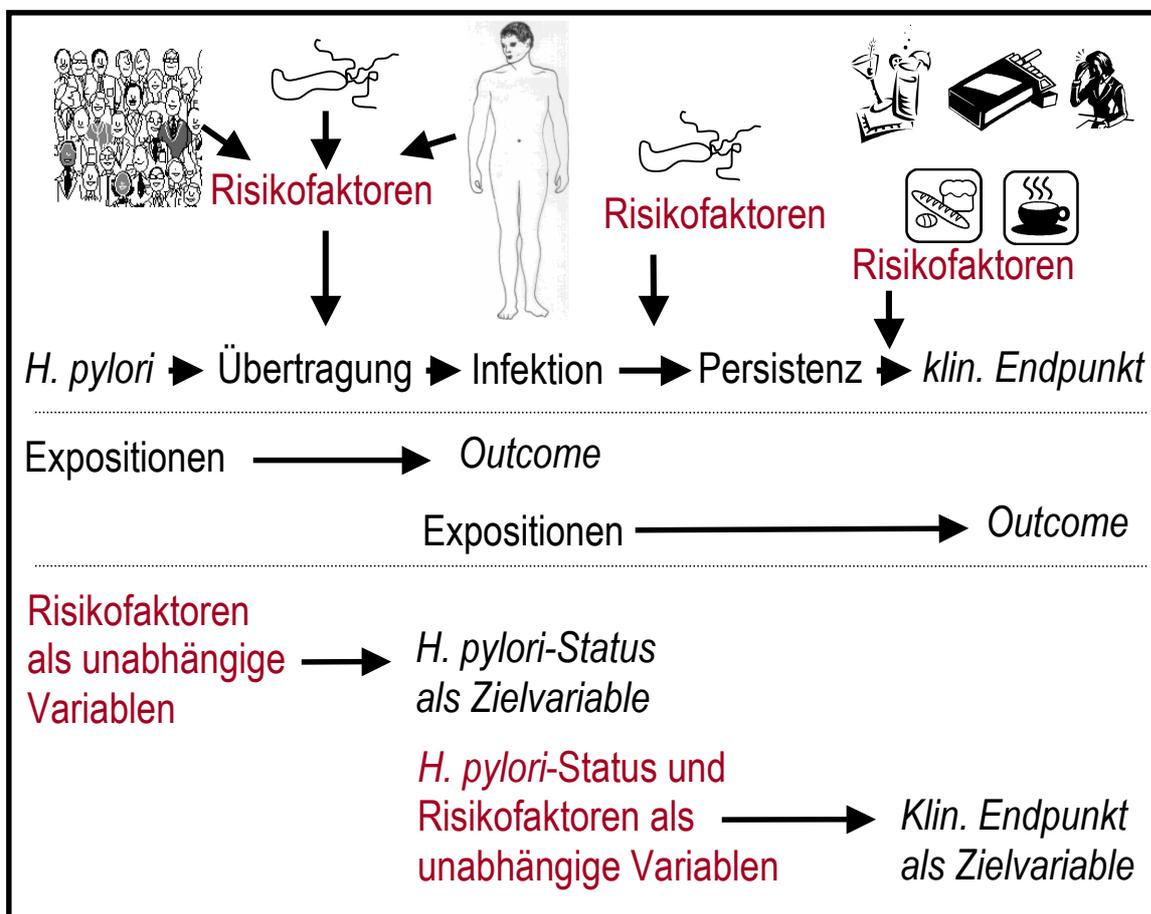 Risikofaktoren
Risikofaktoren
Risikofaktoren
H. pylori Übertragung Infektion Persistenz klin. Endpunkt
Expositionen Outcome
Expositionen Outcome
Risikofaktoren
als unabhängige
Variablen
H. pylori-Status
als Zielvariable
H. pylori-Status und
Risikofaktoren als
unabhängige Variablen
Klin. Endpunkt
als Zielvariable